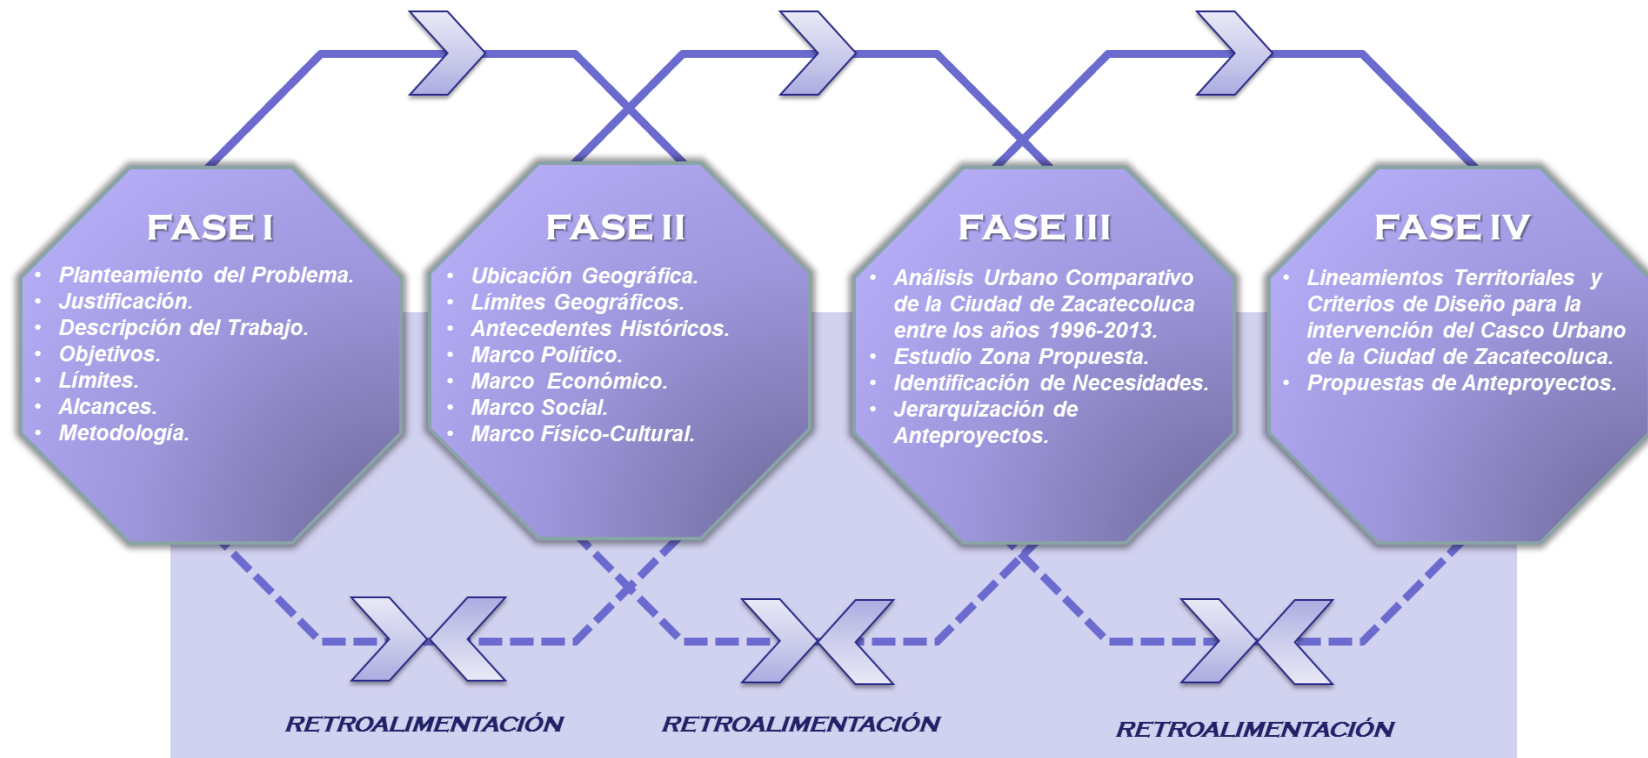 FASE I
• Planteamiento del Problema.
• Justificación.
• Descripción del Trabajo.
• Objetivos.
• Límites.
• Alcances.
• Metodología.
FASE II
• Ubicación Geográfica.
• Límites Geográficos.
• Antecedentes Históricos.
• Marco Político.
• Marco Económico.
• Marco Social.
• Marco Físico-Cultural.
FASE III
• Análisis Urbano Comparativo
de la Ciudad de Zacatecoluca
entre los años 1996-2013.
• Estudio Zona Propuesta.
• Identificación de Necesidades.
• Jerarquización de
Anteproyectos.
FASE IV
• Lineamientos Territoriales y
Criterios de Diseño para la
intervención del Casco Urbano
de la Ciudad de Zacatecoluca.
• Propuestas de Anteproyectos.
RETROALIMENTACIÓN
RETROALIMENTACIÓN
RETROALIMENTACIÓN